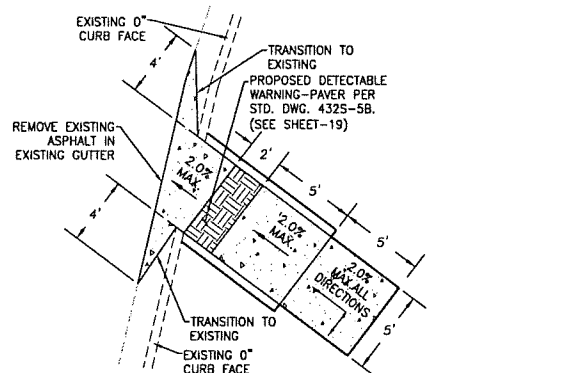 EXISTING 0"
CURB FACE
4'
TRANSITION TO
EXISTING
PROPOSED DETECTABLE
WARNING-PAVER PER
STD. DWG. 432S-5B.
(SEE SHEET-19)
REMOVE EXISTING
ASPHALT IN
EXISTING GUTTER
2'
5'
5'
2.0%
MAX.
4'
2.0%
MAX.
2.0%
MAX.ALL
DIRECTIONS
5'
TRANSITION TO
EXISTING
EXISTING 0"
CURB FACE